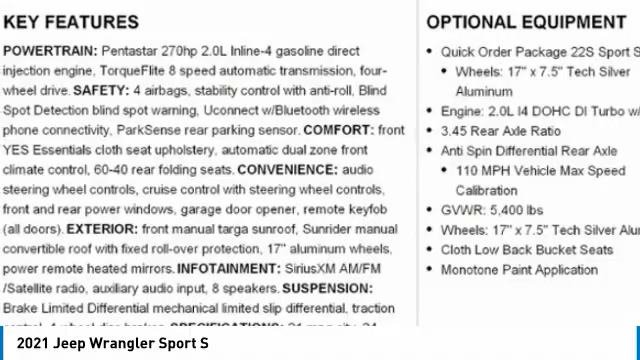 KEY FEATURES
POWERTRAIN: Pentastar 270hp 2.0L Inline-4 gasoline direct
injection engine, TorqueFlite 8 speed automatic transmission, four-
wheel drive. SAFETY: 4 airbags, stability control with anti-roll, Blind
Spot Detection blind spot warning, Uconnect w/Bluetooth wireless
phone connectivity, ParkSense rear parking sensor. COMFORT: front
YES Essentials cloth seat upholstery, automatic dual zone front
climate control, 60-40 rear folding seats. CONVENIENCE: audio
steering wheel controls, cruise control with steering wheel controls,
front and rear power windows, garage door opener, remote keyfob
(all doors). EXTERIOR: front manual targa sunroof, Sunrider manual
convertible roof with fixed roll-over protection, 17" aluminum wheels,
power remote heated mirrors. INFOTAINMENT: SiriusXM AM/FM
/Satellite radio, auxiliary audio input, 8 speakers. SUSPENSION:
Brake Limited Differential mechanical limited slip differential, traction
OPTIONAL EQUIPMENT
• Quick Order Package 22S Sport S
• Wheels: 17" x 7.5" Tech Silver
Aluminum
• Engine: 2.0L I4 DOHC DI Turbo w/
• 3.45 Rear Axle Ratio
• Anti Spin Differential Rear Axle
• 110 MPH Vehicle Max Speed
Calibration
• GVWR: 5,400 lbs
• Wheels: 17" x 7.5" Tech Silver Alu
• Cloth Low Back Bucket Seats
• Monotone Paint Application
2021 Jeep Wrangler Sport S